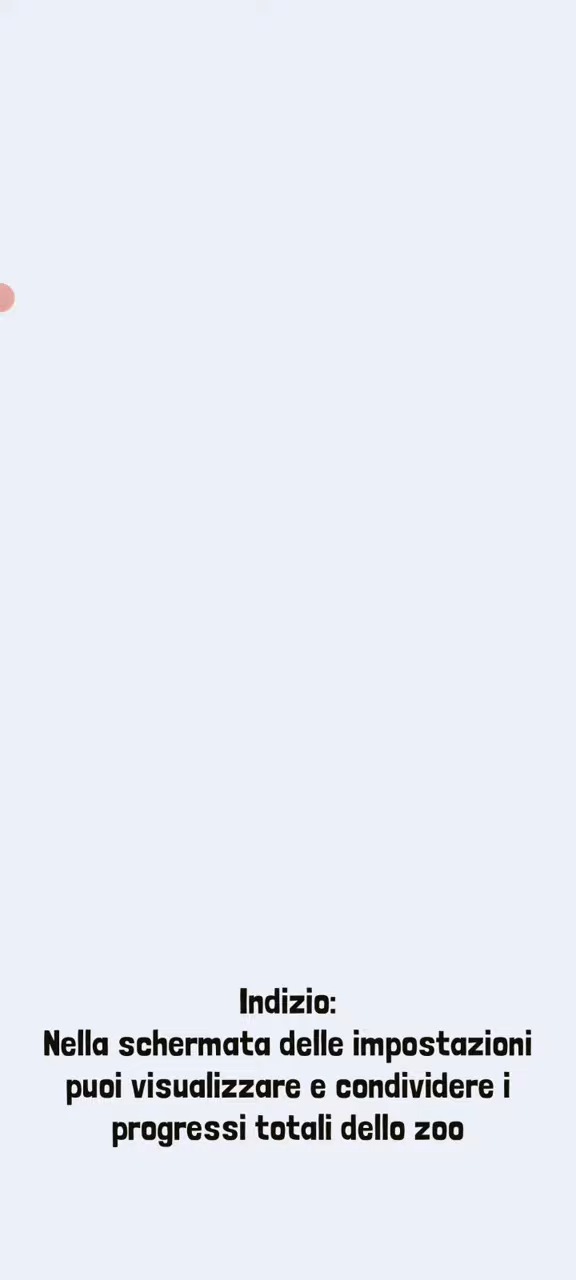 Indizio:
Nella schermata delle impostazioni
puoi visualizzare e condividere i
progressi totali dello zoo